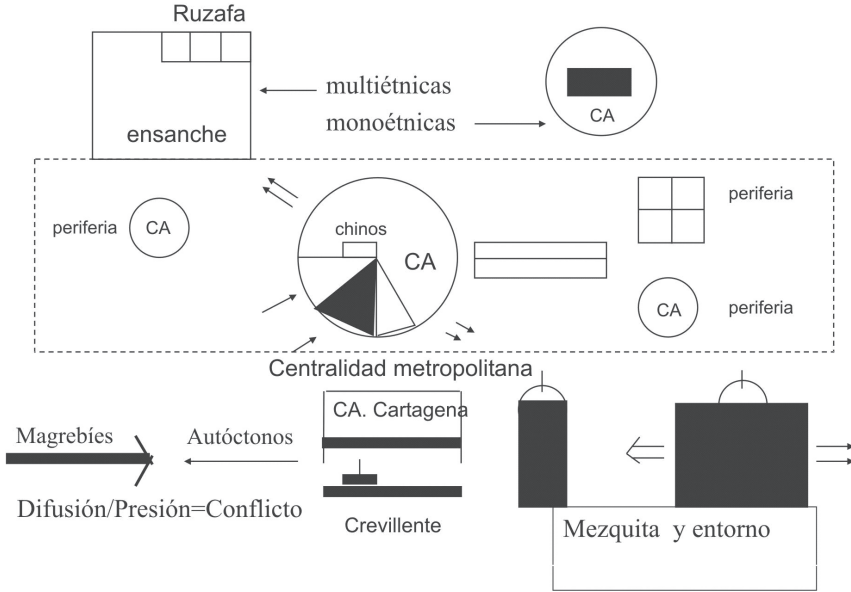 Ruzafa
multiétnicas
monoétnicas
CA
ensanche
periferia
CA
chinos
CA
periferia
CA
periferia
Centralidad metropolitana
Magrebíes
Autóctonos
CA. Cartagena
Difusión/Presión=Conflicto
Crevillente
Mezquita y entorno